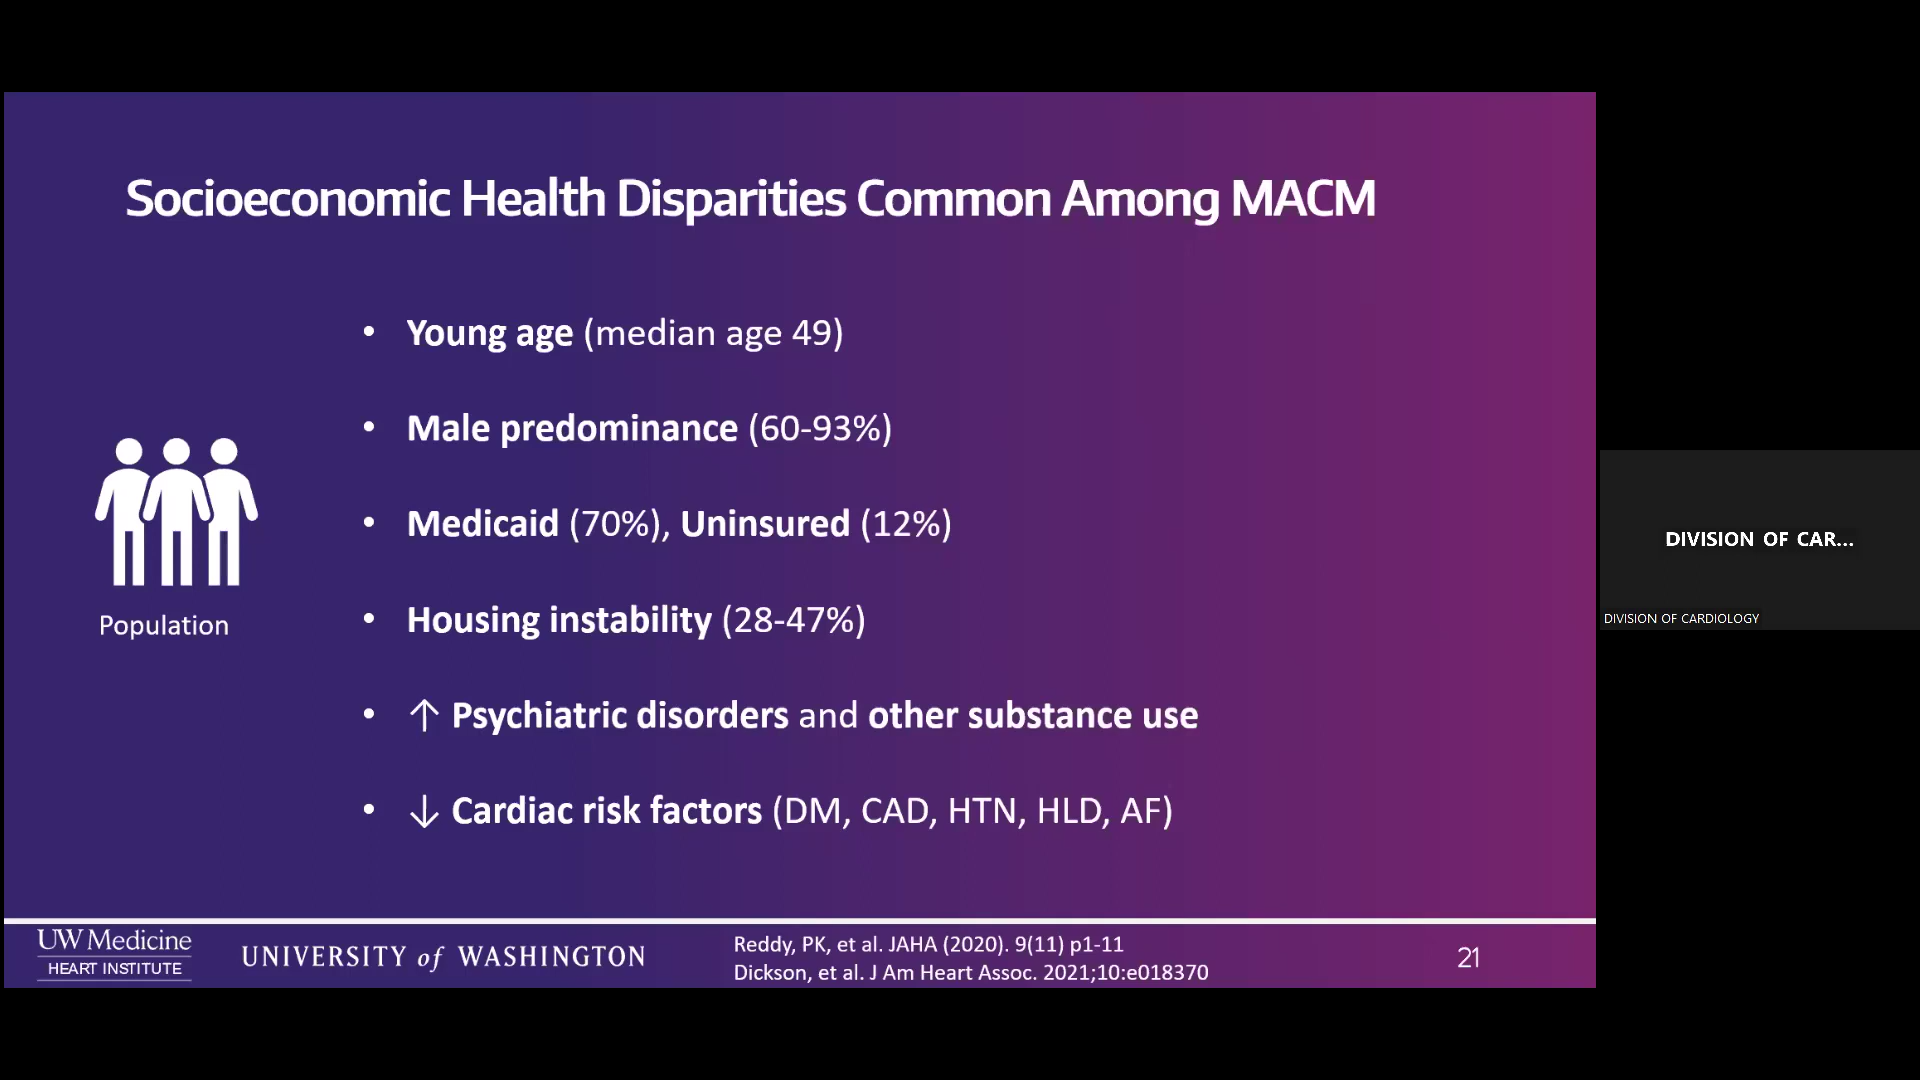 Socioeconomic Health Disparities Common Among MACM
• Young age (median age 49)
• Male predominance (60-93%)
• Medicaid (70%), Uninsured (12%)
• Housing instability (28-47%)
• ↑ Psychiatric disorders and other substance use
• ↓ Cardiac risk factors (DM, CAD, HTN, HLD, AF)
Population
UW Medicine
HEART INSTITUTE
UNIVERSITY of WASHINGTON
Reddy, PK, et al. JAHA (2020). 9(11) p1-11
Dickson, et al. J Am Heart Assoc. 2021;10:e018370
21
DIVISION OF CAR...
DIVISION OF CARDIOLOGY